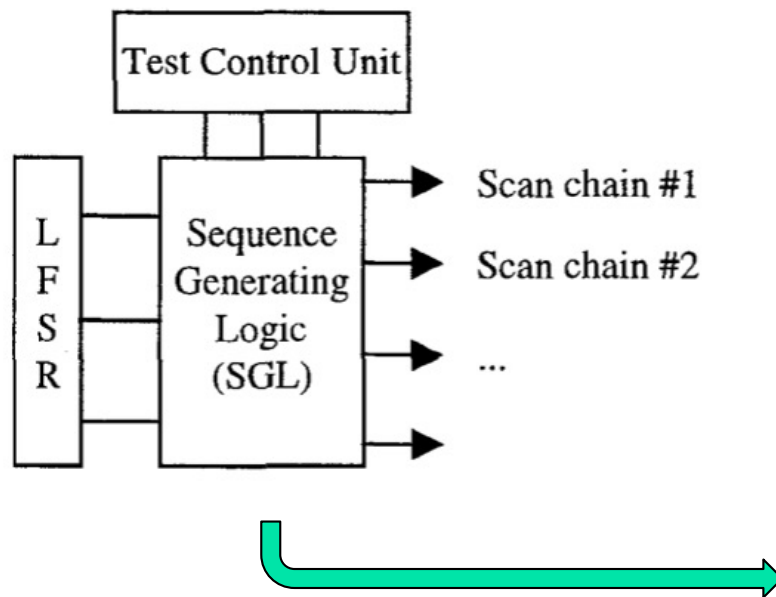 Test Control Unit
L
F
S
R
Sequence
Generating
Logic
(SGL)
Scan chain #1
Scan chain #2
...